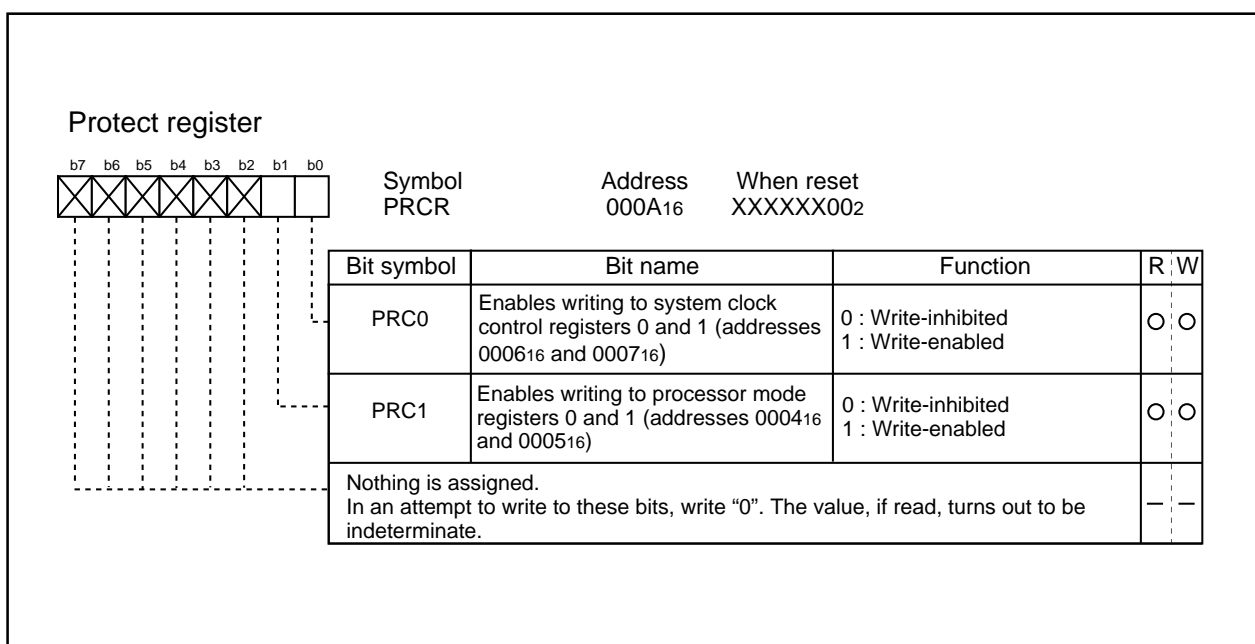 Protect register
b7 b6 b5 b4 b3 b2 b1 b0
Symbol Address When reset
PRCR 000A16 XXXXXX002
Bit symbol Bit name Function R W
PRC0
Enables writing to system clock
control registers 0 and 1 (addresses
000616 and 000716)
0 : Write-inhibited
1 : Write-enabled
PRC1
Enables writing to processor mode
registers 0 and 1 (addresses 000416
and 000516)
0 : Write-inhibited
1 : Write-enabled
Nothing is assigned.
In an attempt to write to these bits, write “0”. The value, if read, turns out to be
indeterminate.